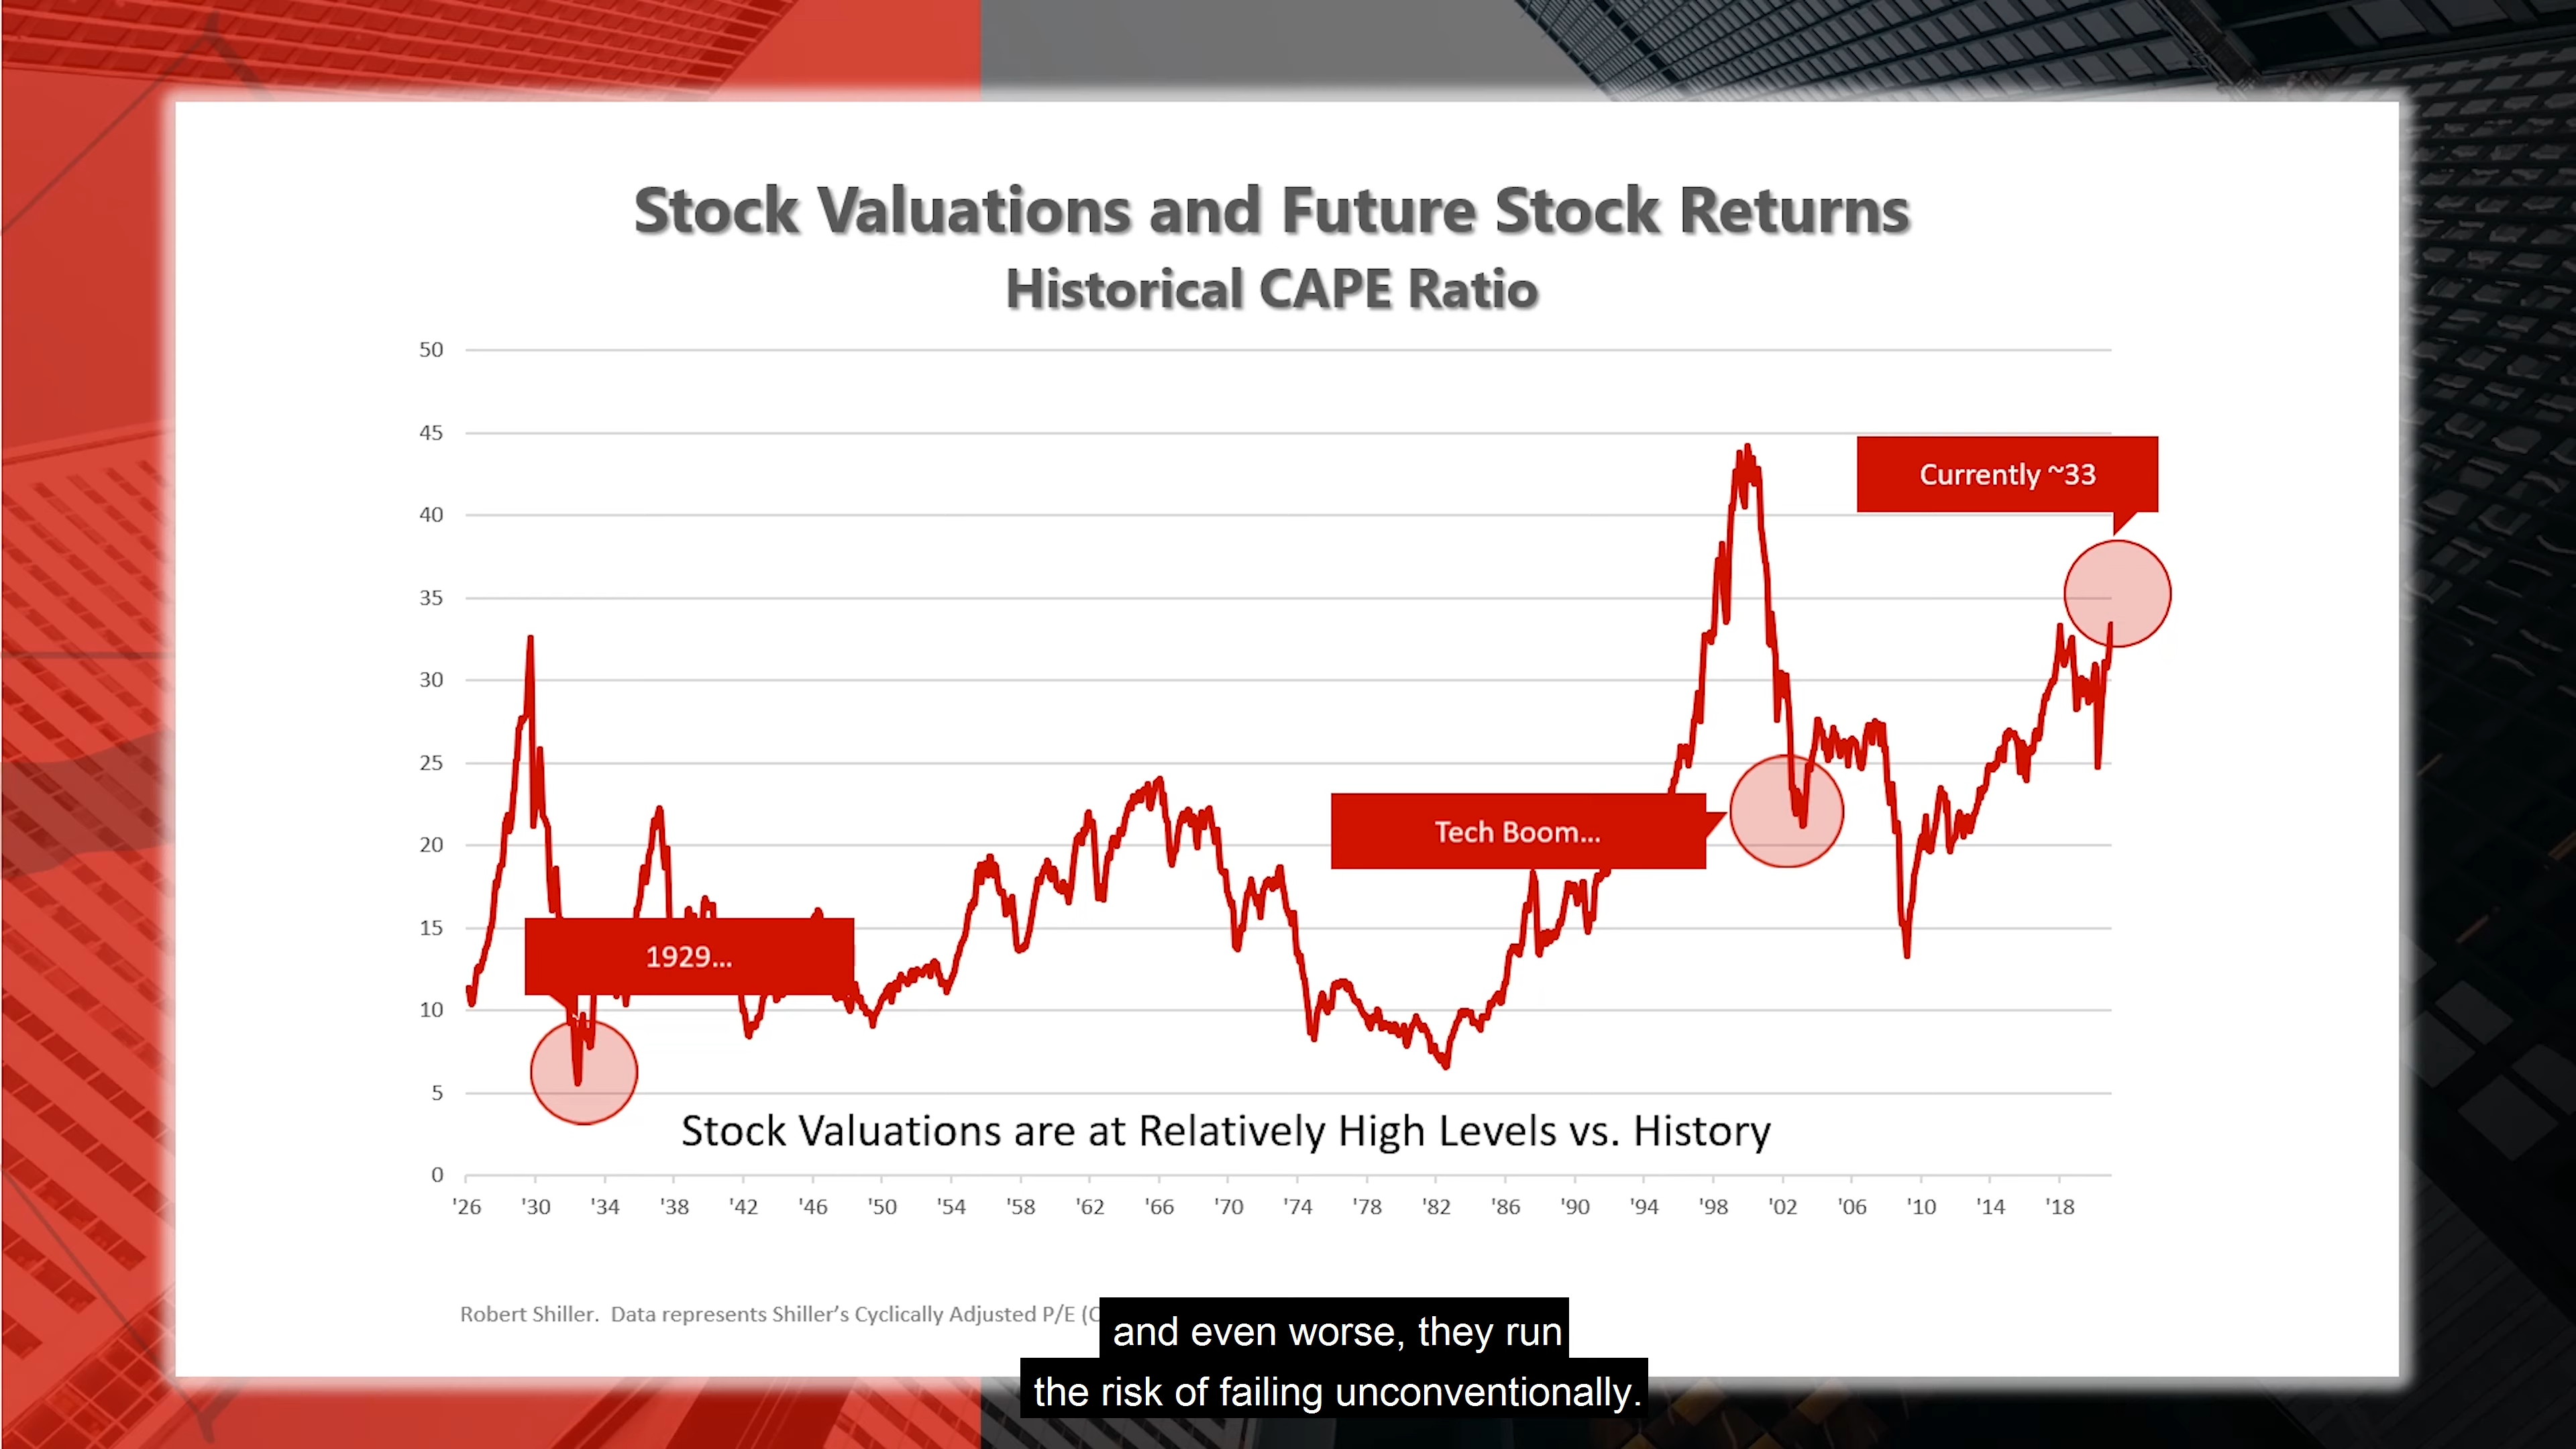 Stock Valuations and Future Stock Returns
Historical CAPE Ratio
50
45
40
35
30
25
20
15
10
5
0
Currently ~33
Tech Boom...
1929...
Stock Valuations are at Relatively High Levels vs. History
'26 '30 '34 '38 '42 '46 '50 '54 '58 '62 '66 '70 '74 '78 '82 '86 '90 '94 '98 '02 '06 '10 '14 '18
Robert Shiller. Data represents Shiller's Cyclically Adjusted P/E (C
and even worse, they run
the risk of failing unconventionally.